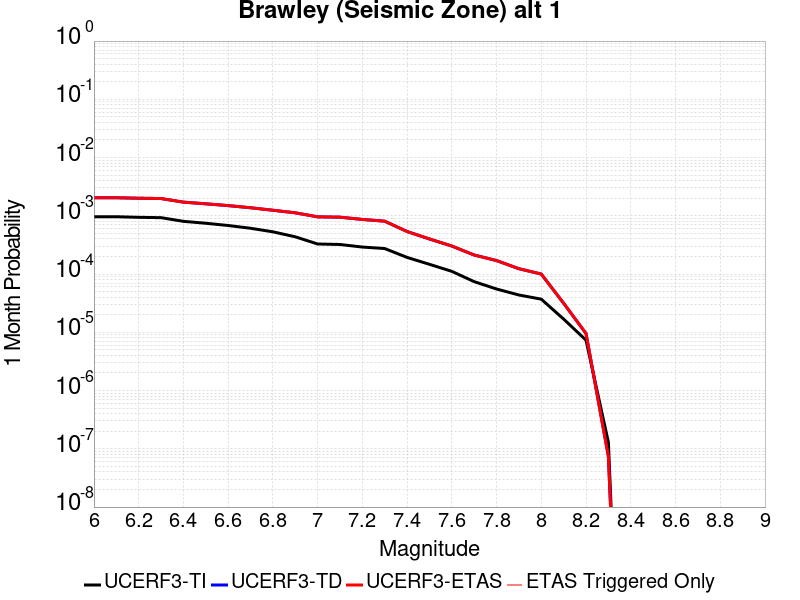 Brawley (Seismic Zone) alt 1
10^0
10^-1
10^-2
10^-3
10^-4
10^-5
10^-6
10^-7
10^-8
1 Month Probability
6 6.2 6.4 6.6 6.8 7 7.2 7.4 7.6 7.8 8 8.2 8.4 8.6 8.8 9
Magnitude
UCERF3-TI UCERF3-TD UCERF3-ETAS ETAS Triggered Only